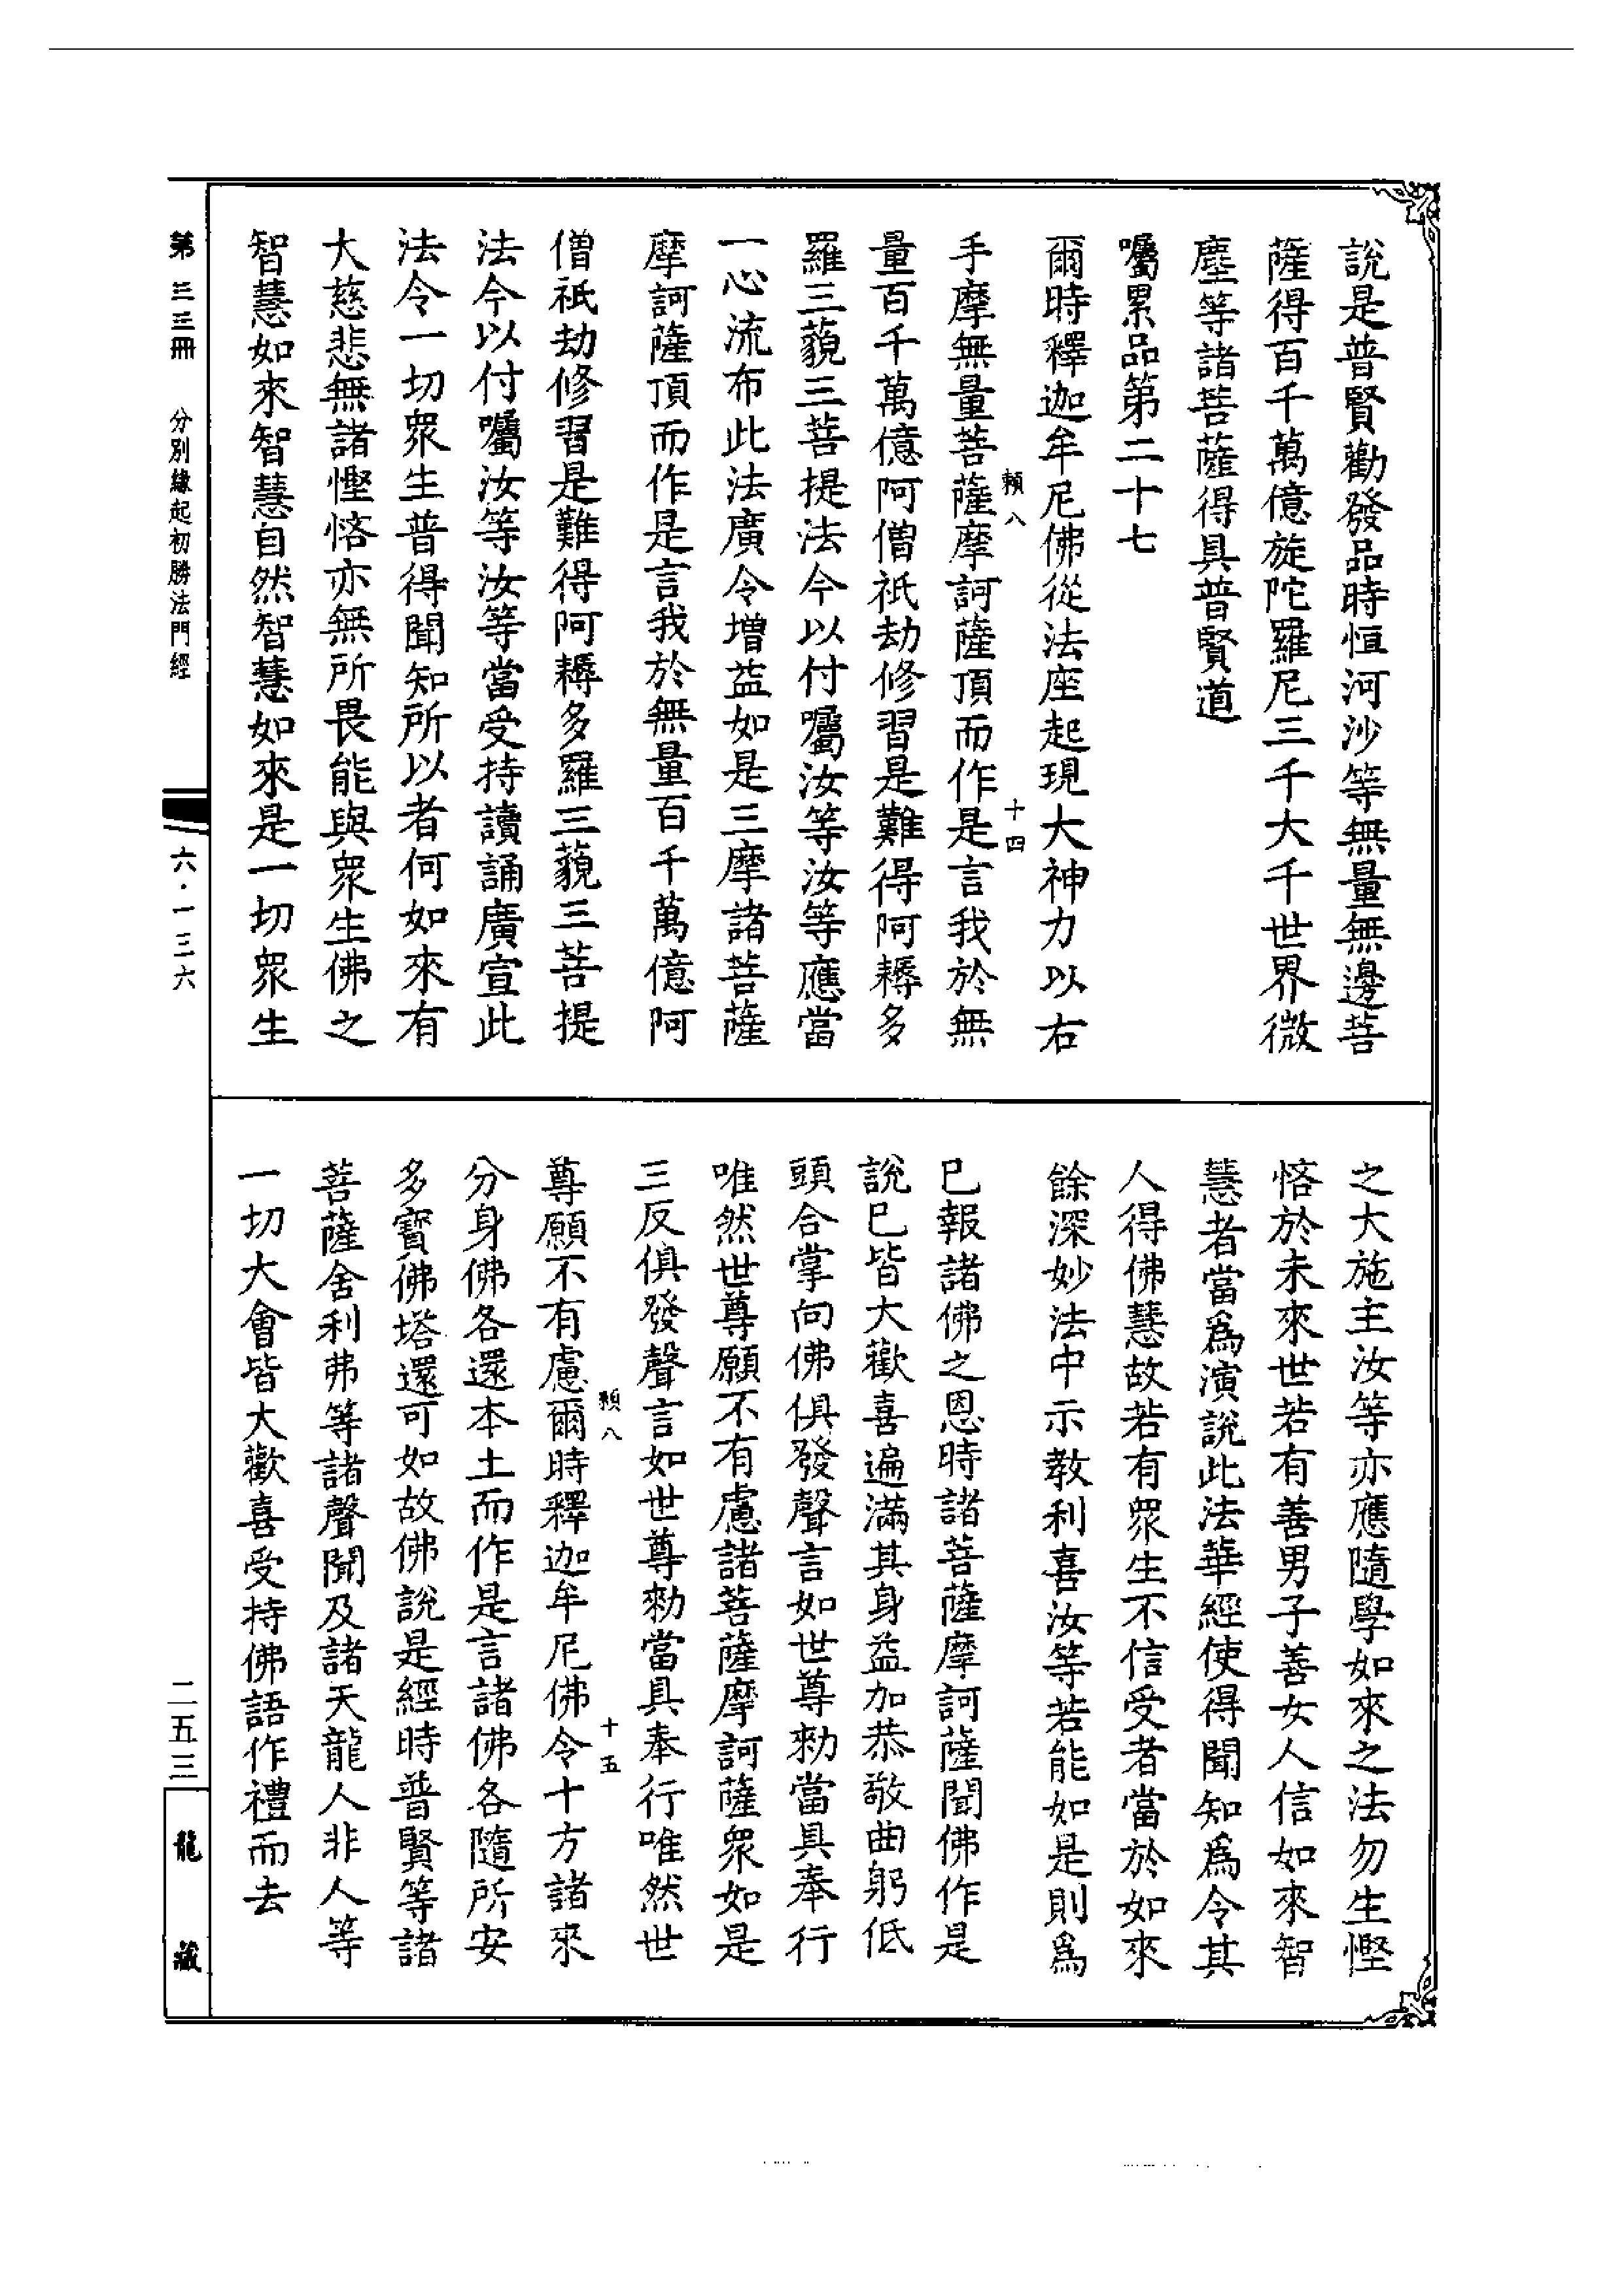 說是普賢勸發品時恒河沙等無量無邊菩
薩得百千萬億旋陀羅尼三千大千世界微
塵等諸菩薩得具普賢道
囑累品第二十七
爾時釋迦牟尼佛從法座起現大神力以右
賴八 十四
手摩無量菩薩摩訶薩頂而作是言我於無
量百千萬億阿僧祇劫修習是難得阿耨多
羅三藐三菩提法今以付囑汝等汝等應當
一心流布此法廣令增益如是三摩諸菩薩
摩訶薩頂而作是言我於無量百千萬億阿
僧祇劫修習是難得阿耨多羅三藐三菩提
法今以付囑汝等汝等當受持讀誦廣宣此
法令一切眾生普得聞知所以者何如來有
大慈悲無諸慳悋亦無所畏能與眾生佛之
智慧如來智慧自然智慧如來是一切眾生
之大施主汝等亦應隨學如來之法勿生慳
悋於未來世若有善男子善女人信如來智
慧者當為演說此法華經使得聞知為令其
人得佛慧故若有眾生不信受者當於如來
餘深妙法中示教利喜汝等若能如是則為
已報諸佛之恩時諸菩薩摩訶薩聞佛作是
說已皆大歡喜遍滿其身益加恭敬曲躬低
頭合掌向佛俱發聲言如世尊勑當具奉行
唯然世尊願不有慮諸菩薩摩訶薩眾如是
三反俱發聲言如世尊勑當具奉行唯然世
賴八 十五
尊願不有慮爾時釋迦牟尼佛令十方諸來
分身佛各還本土而作是言諸佛各隨所安
多寶佛塔還可如故佛說是經時普賢等諸
菩薩舍利弗等諸聲聞及諸天龍人非人等
一切大會皆大歡喜受持佛語作禮而去
第三三冊 分別緣起初勝法門經 六·一三六 二五三 龍藏